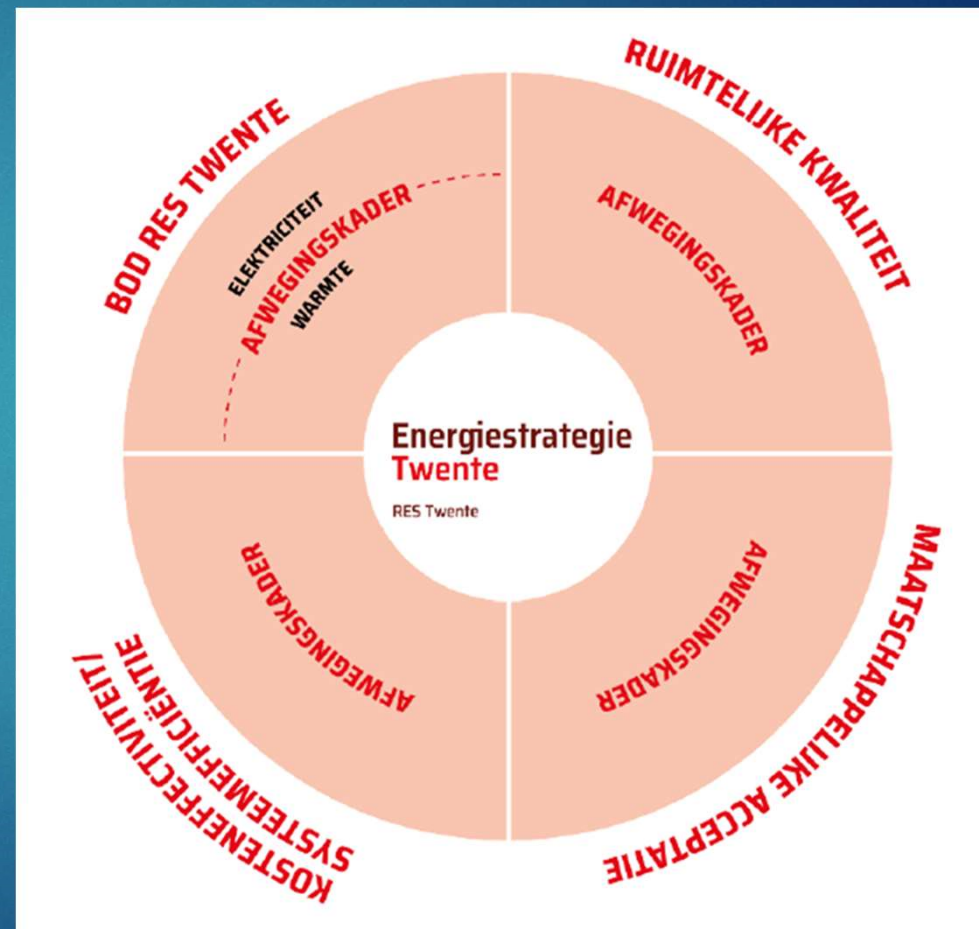 BOD RES TWENTE
ELEKTRICITEIT
AFWEGINGSKADER
WARMTE
RUIMTELIJKE KWALITEIT
AFWEGINGSKADER
Energiestrategie
Twente
RES Twente
MAATSCHAPPELIJKE ACCEPTATIE
AFWEGINGSKADER
KOSTENEFFECTIVITEIT/
SYSTEEMEFFICIËNTIE
AFWEGINGSKADER